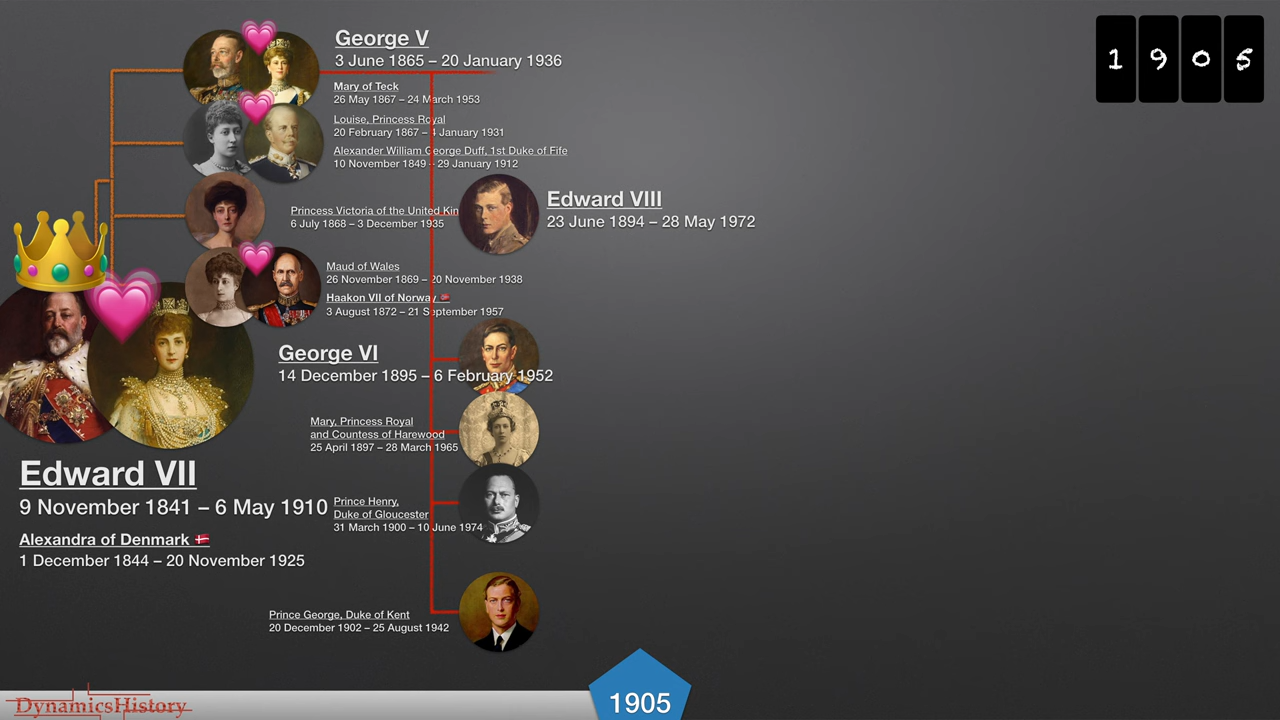 George V
3 June 1865 – 20 January 1936
Mary of Teck
26 May 1867 – 24 March 1953
Louise, Princess Royal
20 February 1867 – 4 January 1931
Alexander William George Duff, 1st Duke of Fife
10 November 1849 – 29 January 1912
Princess Victoria of the United Kin
6 July 1868 – 3 December 1935
Edward VIII
23 June 1894 – 28 May 1972
Maud of Wales
26 November 1869 – 20 November 1938
Haakon VII of Norway
3 August 1872 – 21 September 1957
George VI
14 December 1895 – 6 February 1952
Mary, Princess Royal
and Countess of Harewood
25 April 1897 – 28 March 1965
Edward VII
9 November 1841 – 6 May 1910
Alexandra of Denmark
1 December 1844 – 20 November 1925
Prince Henry,
Duke of Gloucester
31 March 1900 – 10 June 1974
Prince George, Duke of Kent
20 December 1902 – 25 August 1942
1905
1905
DynamicsHistory